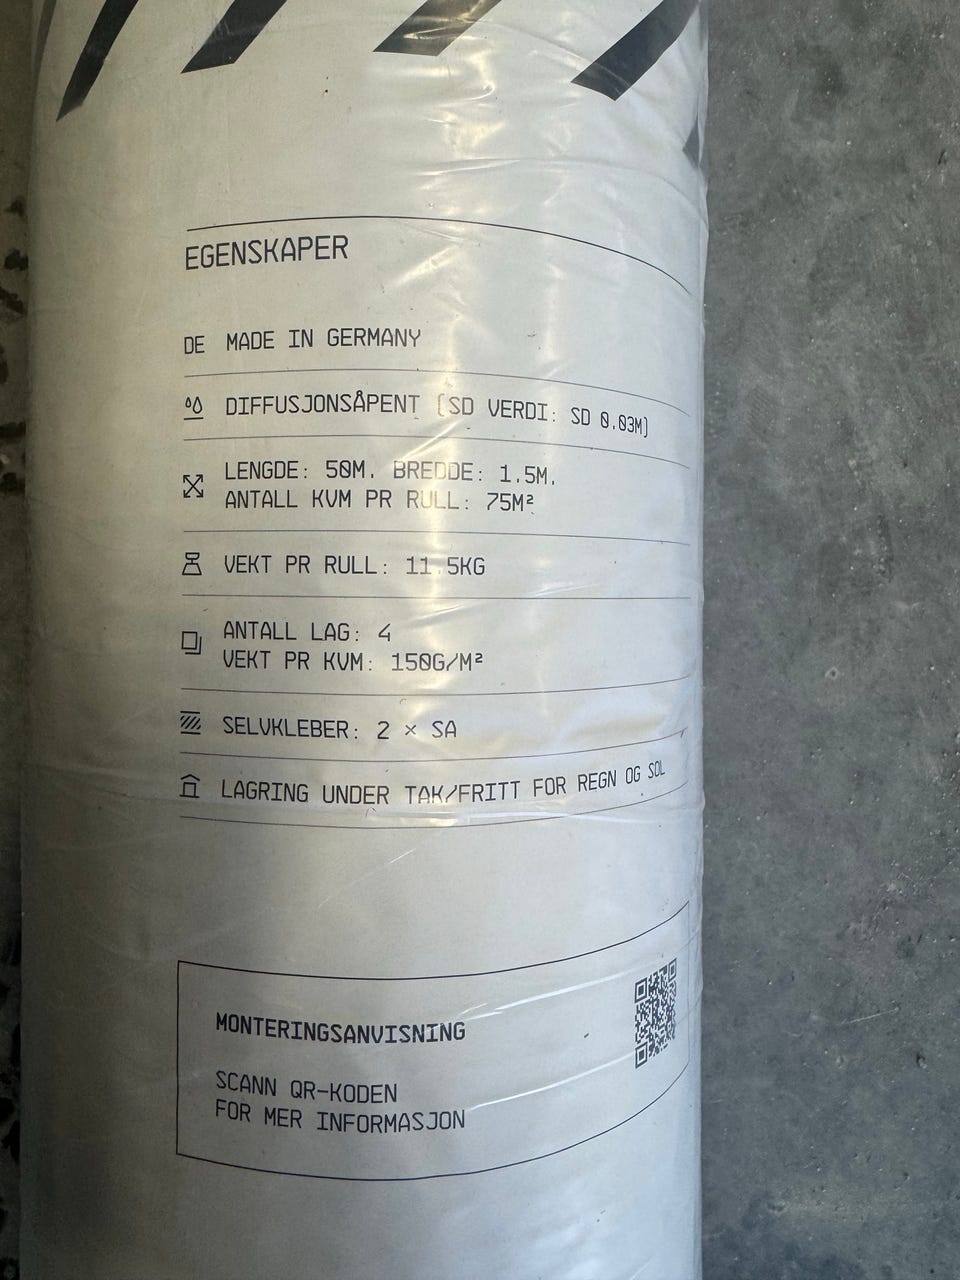 EGENSKAPER
DE MADE IN GERMANY
DIFFUSJONSÅPENT (SD VERDI: SD 0.03M)
LENGDE: 50M. BREDDE: 1.5M.
ANTALL KVM PR RULL: 75M²
VEKT PR RULL: 11.5KG
ANTALL LAG: 4
VEKT PR KVM: 150G/M²
SELVKLEBER: 2 × SA
LAGRING UNDER TAK/FRITT FOR REGN OG SOL
MONTERINGSANVISNING
SCANN QR-KODEN
FOR MER INFORMASJON